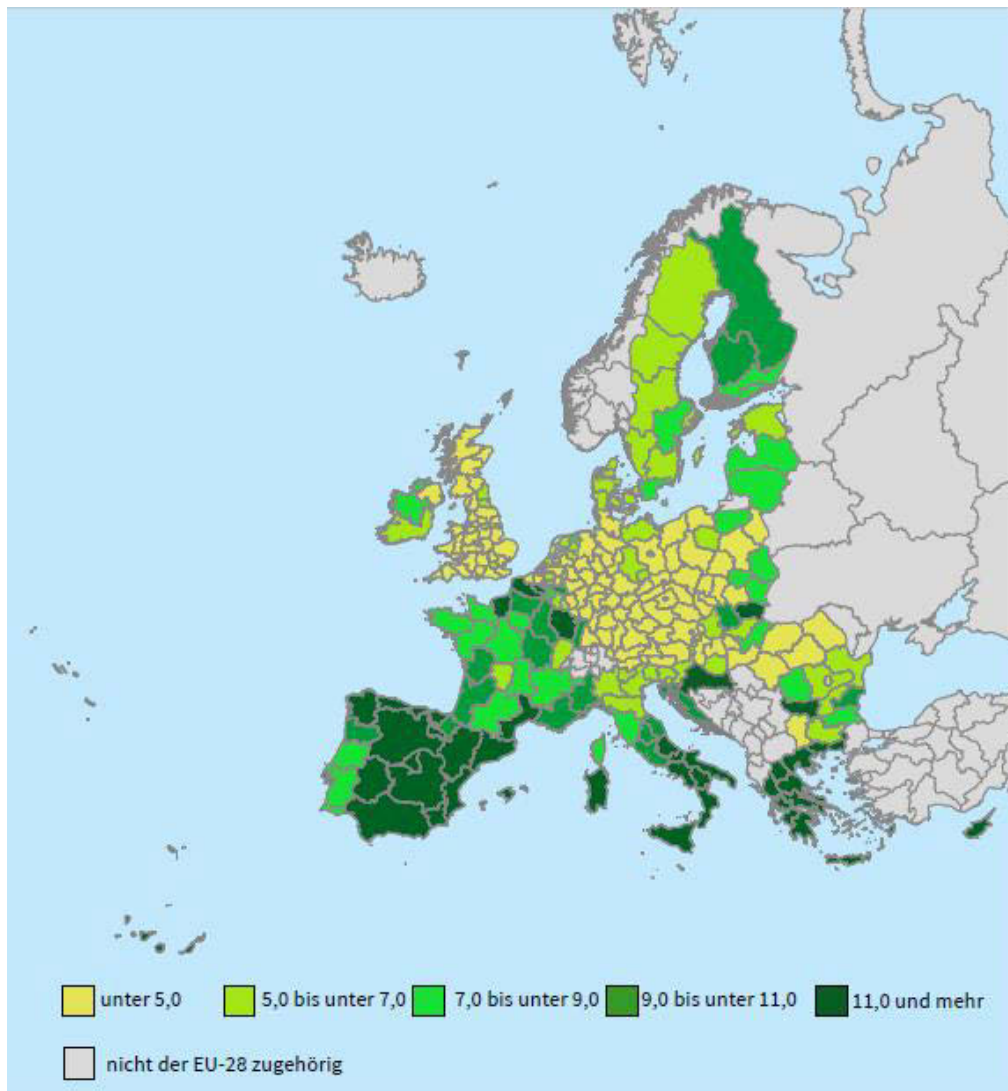 unter 5,0 5,0 bis unter 7,0 7,0 bis unter 9,0 9,0 bis unter 11,0 11,0 und mehr
nicht der EU-28 zugehörig